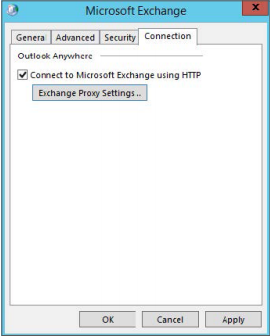 Microsoft Exchange
x
General Advanced Security Connection
Outlook Anywhere
Connect to Microsoft Exchange using HTTP
Exchange Proxy Settings ..
OK Cancel Apply